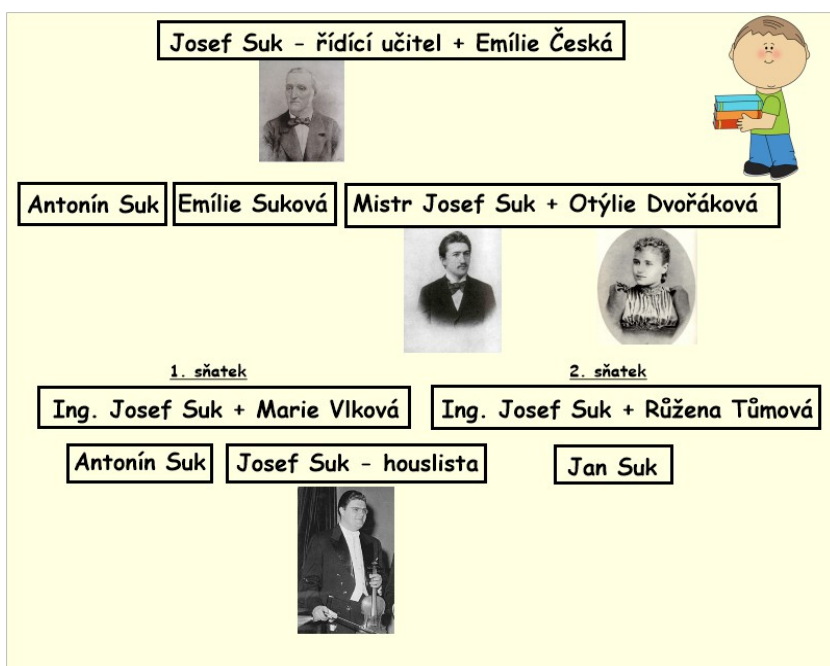 Josef Suk - řídící učitel + Emílie Česká
Antonín Suk
Emílie Suková
Mistr Josef Suk + Otýlie Dvořáková
1. sňatek
2. sňatek
Ing. Josef Suk + Marie Vlková
Ing. Josef Suk + Růžena Tůmová
Antonín Suk
Josef Suk - houslista
Jan Suk